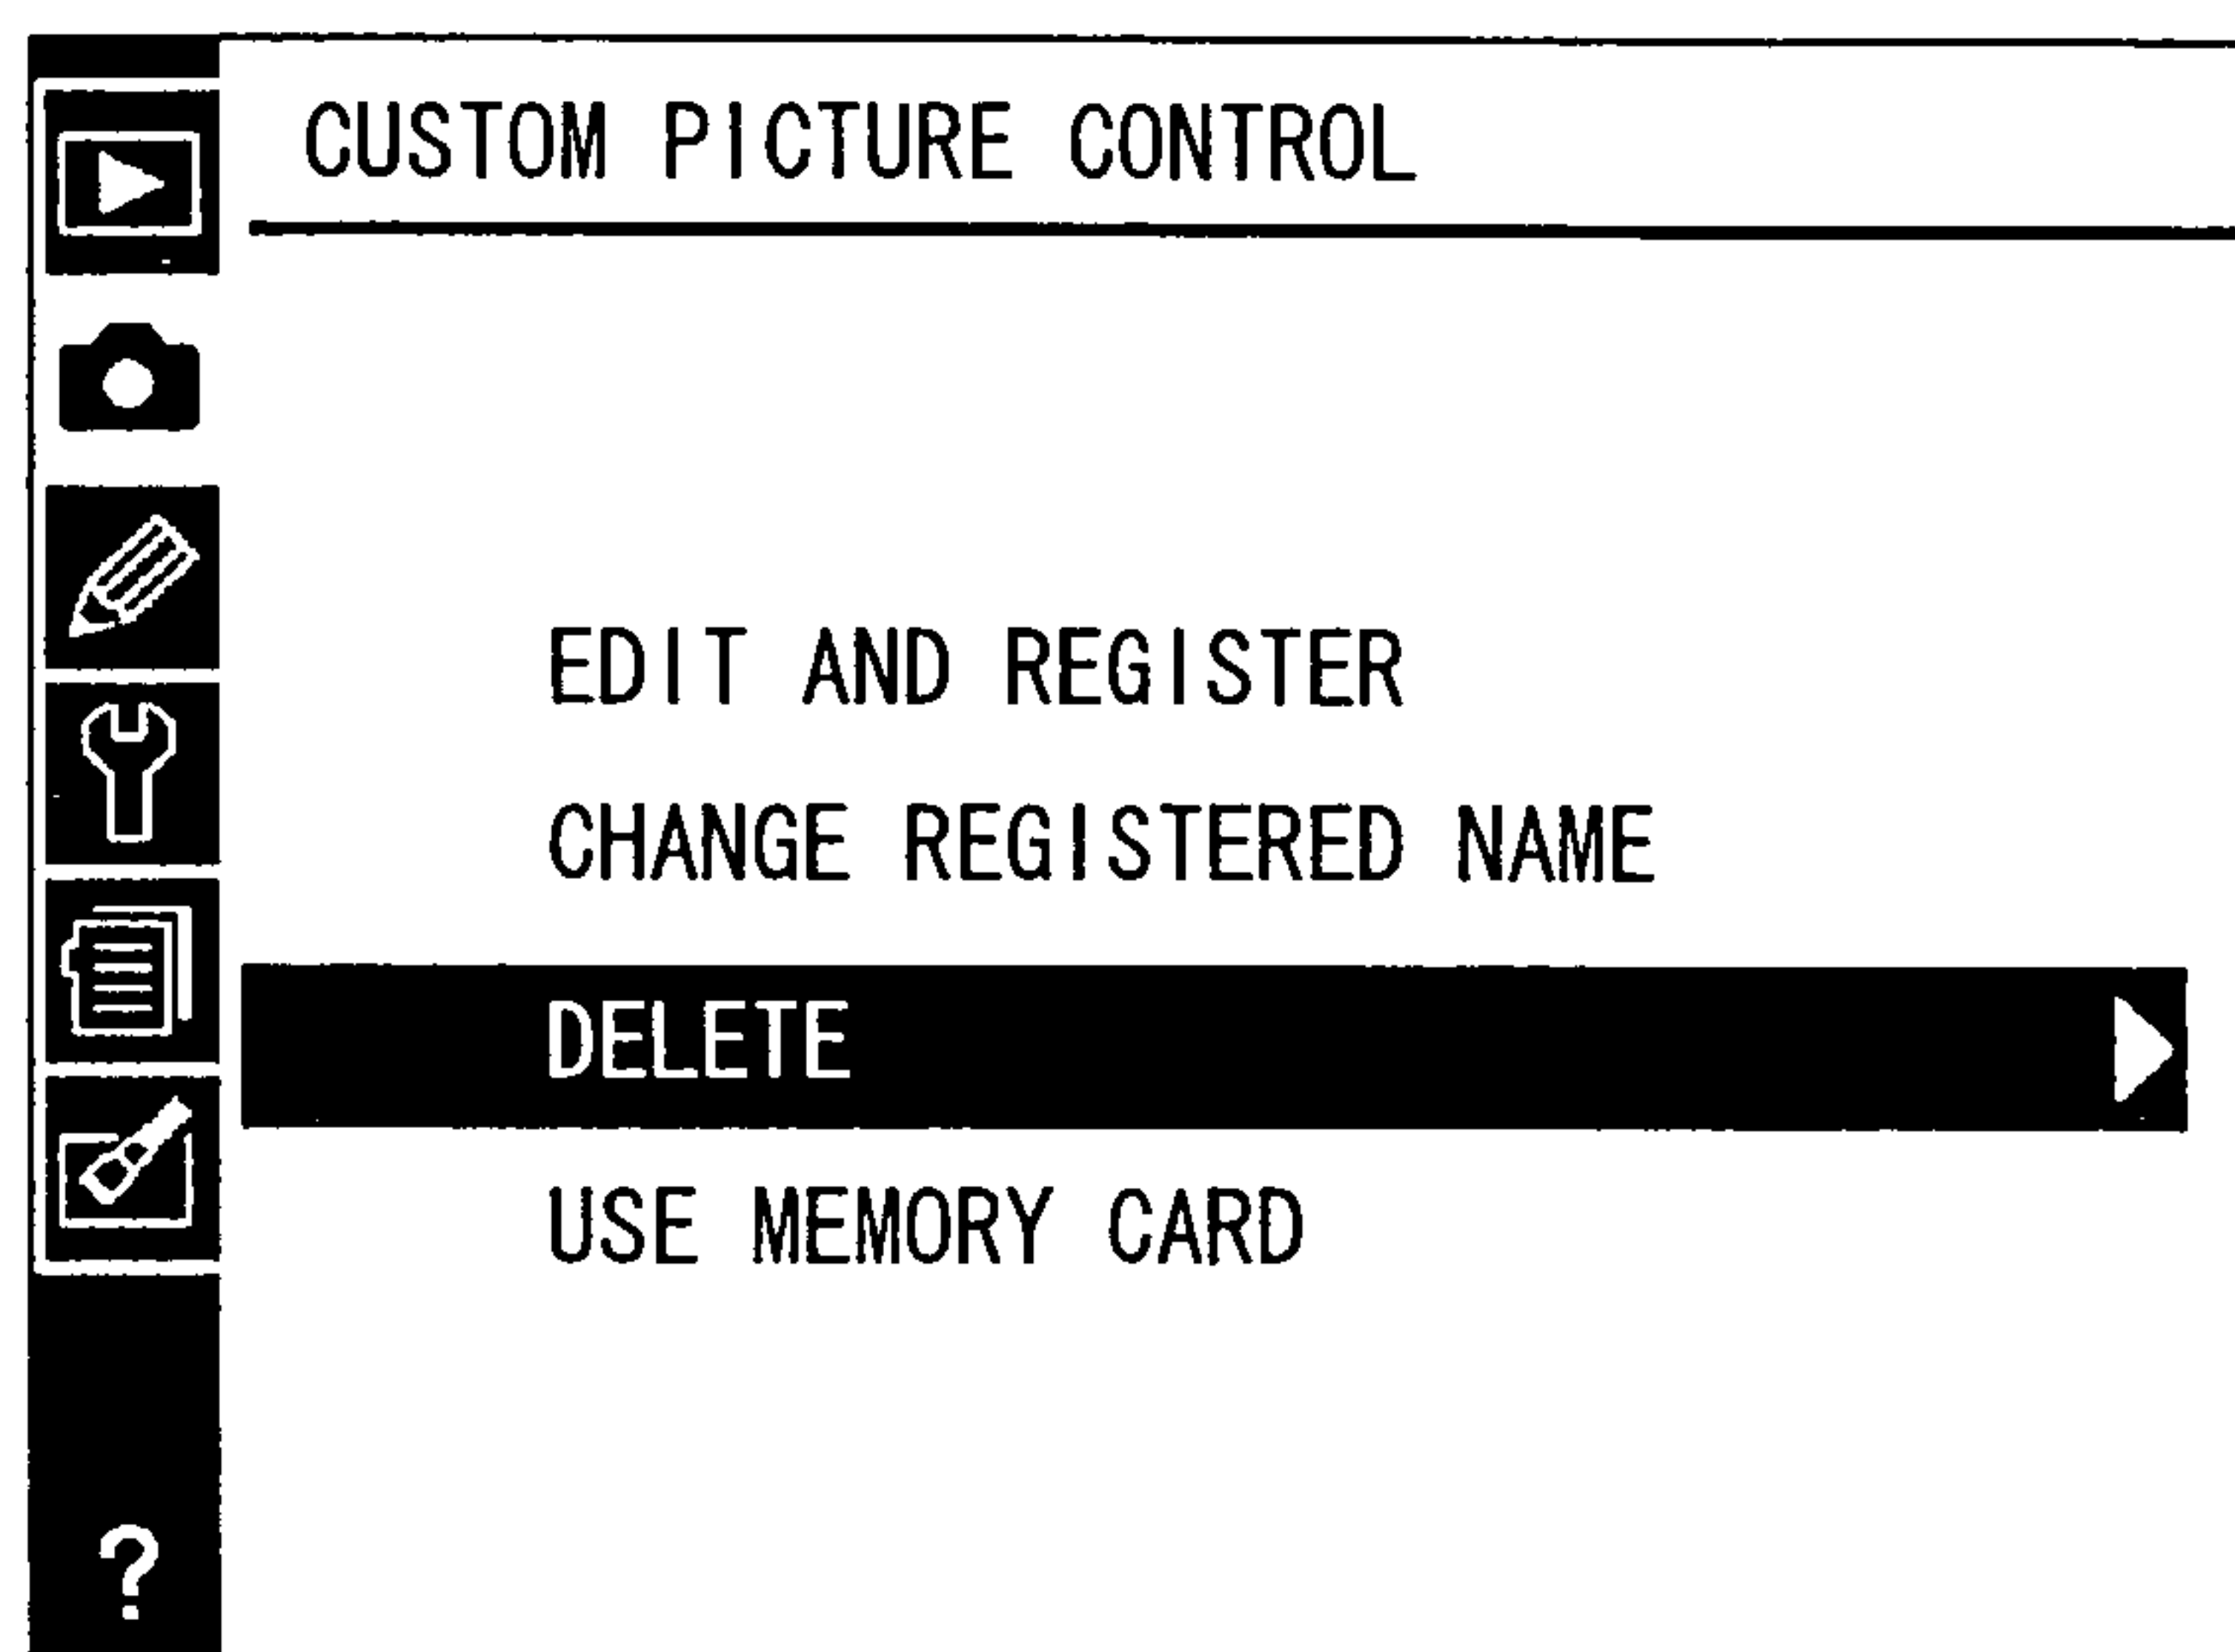 CUSTOM PICTURE CONTROL
EDIT AND REGISTER
CHANGE REGISTERED NAME
DELETE
USE MEMORY CARD
?